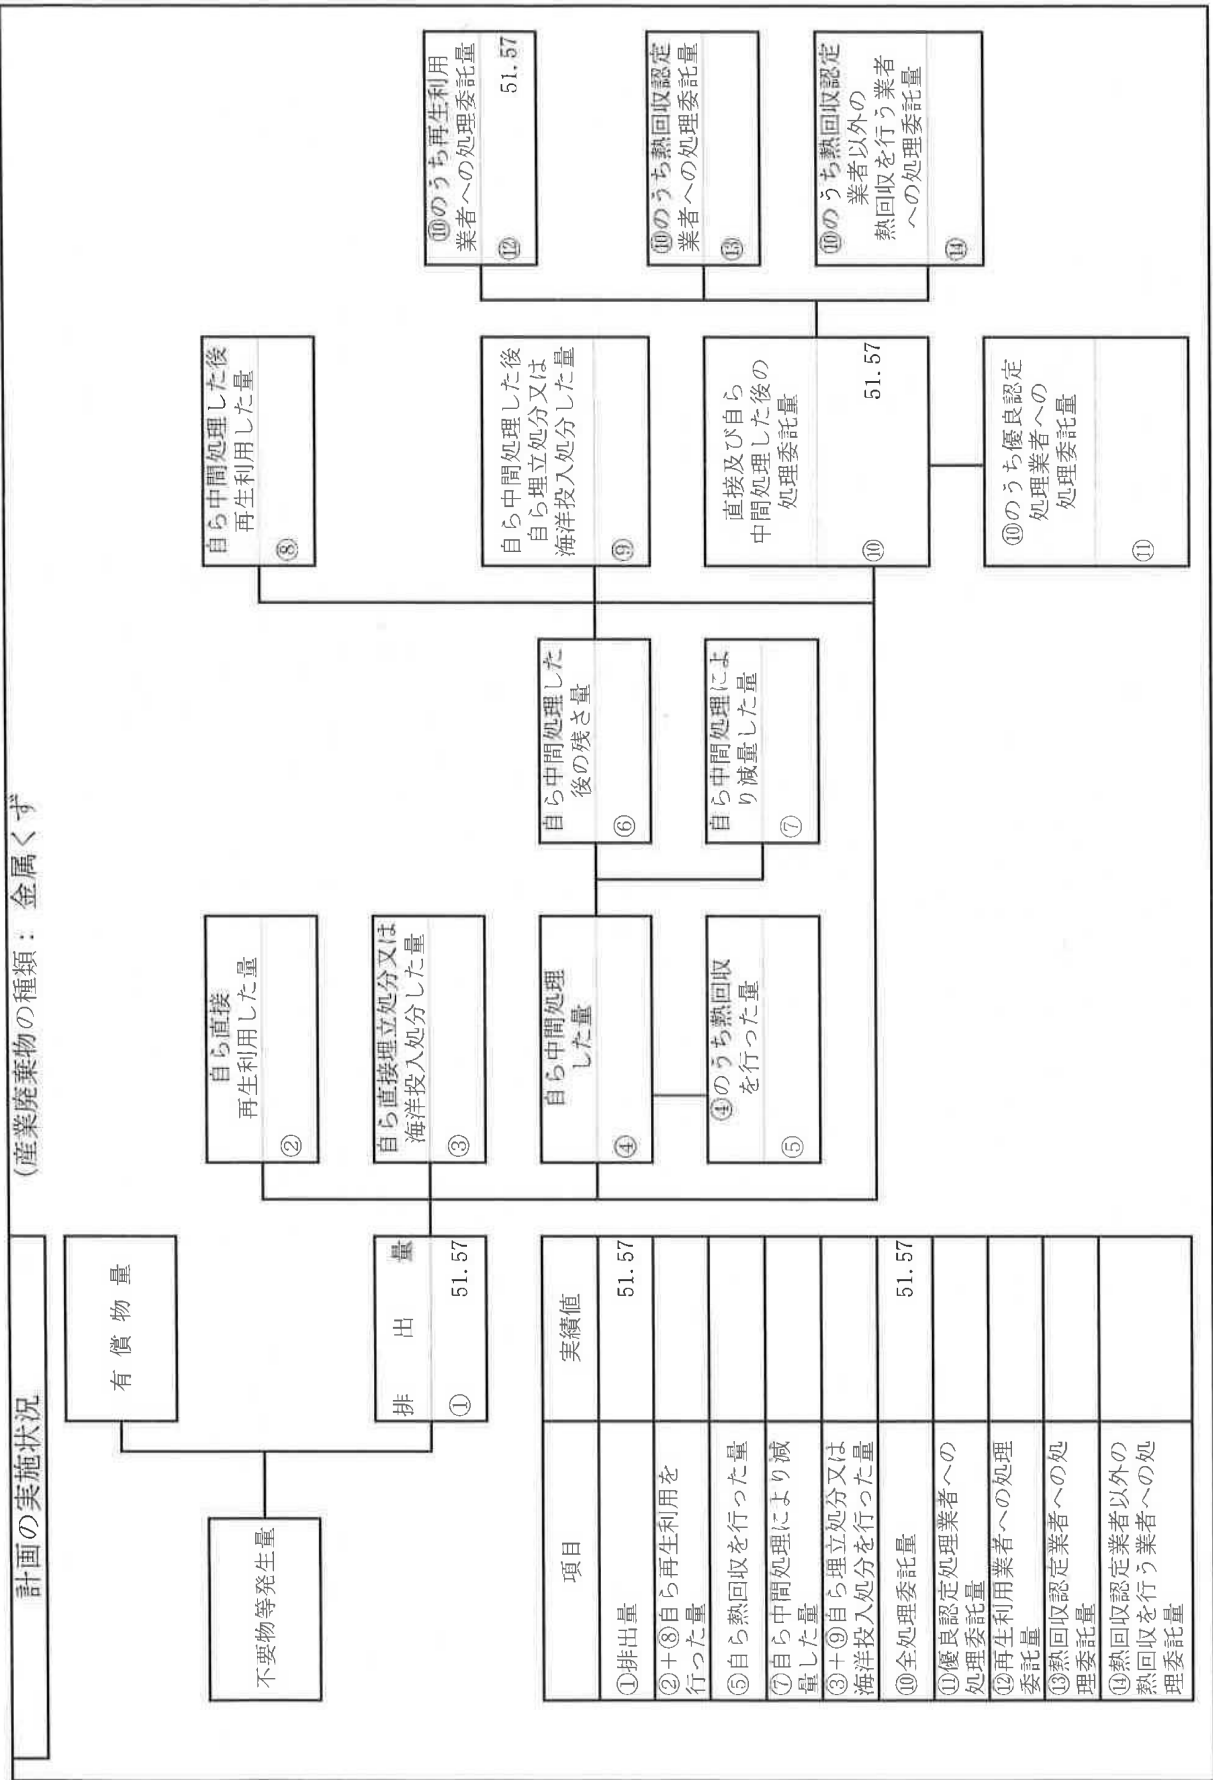 計画の実施状況
(産業廃棄物の種類： 金属くず
不要物等発生量
有 償 物 量
排 出 量
① 51.57
自ら直接
再生利用した量
②
自ら直接埋立処分又は
海洋投入処分した量
③
自ら中間処理
した量
④
④のうち熱回収
を行った量
⑤
自ら中間処理した
後の残さ量
⑥
自ら中間処理によ
り減量した量
⑦
自ら中間処理した後
再生利用した量
⑧
自ら中間処理した後
自ら埋立処分又は
海洋投入処分した量
⑨
直接及び自ら
中間処理した後の
処理委託量
⑩ 51.57
⑩のうち優良認定
処理業者への
処理委託量
⑪
⑩のうち再生利用
業者への処理委託量
⑫ 51.57
⑩のうち熱回収認定
業者への処理委託量
⑬
⑩のうち熱回収認定
業者以外の
熱回収を行う業者
への処理委託量
⑭
項目 実績値
①排出量 51.57
②＋⑧自ら再生利用を
行った量
⑤自ら熱回収を行った量
⑦自ら中間処理により減
量した量
③＋⑨自ら埋立処分又は
海洋投入処分を行った量
⑩全処理委託量 51.57
⑪優良認定処理業者への
処理委託量
⑫再生利用業者への処理
委託量
⑬熱回収認定業者への処
理委託量
⑭熱回収認定業者以外の
熱回収を行う業者への処
理委託量